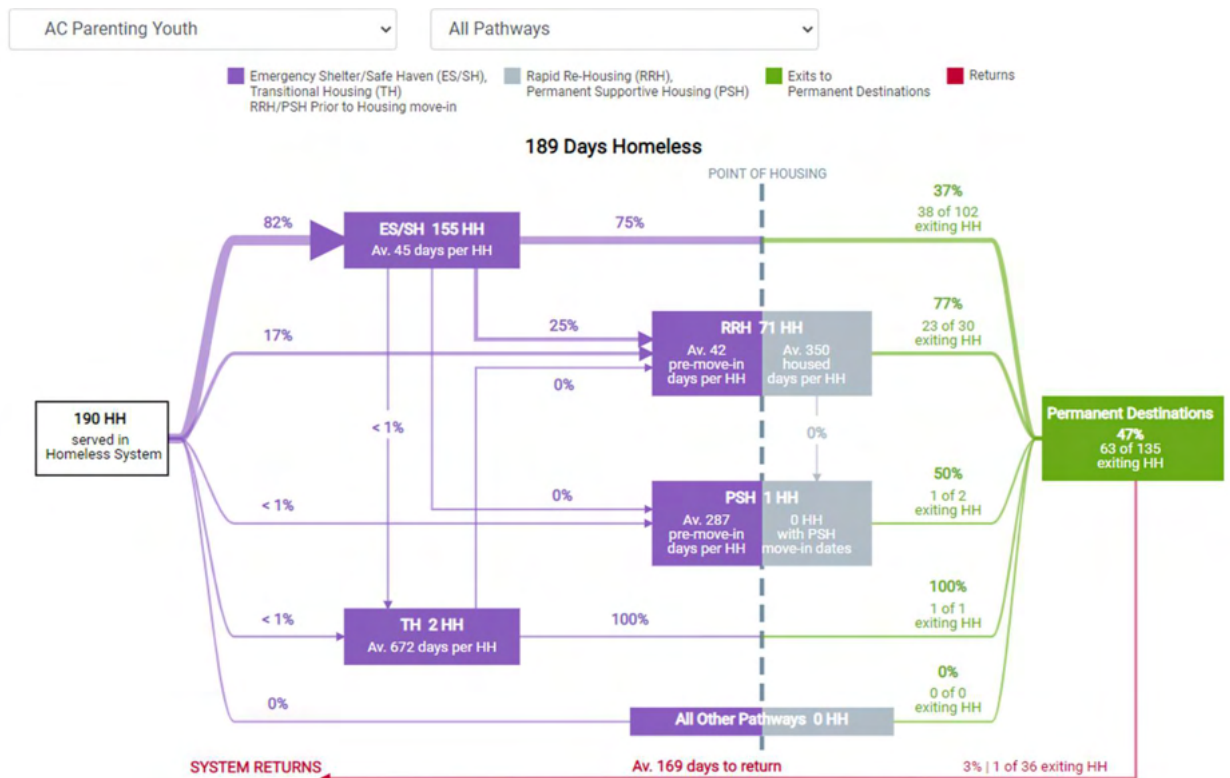 AC Parenting Youth
All Pathways
Emergency Shelter/Safe Haven (ES/SH),
Transitional Housing (TH)
RRH/PSH Prior to Housing move-in
Rapid Re-Housing (RRH),
Permanent Supportive Housing (PSH)
Exits to
Permanent Destinations
Returns
189 Days Homeless
POINT OF HOUSING
82%
ES/SH 155 HH
Av. 45 days per HH
75%
37%
38 of 102
exiting HH
17%
25%
RRH 71 HH
Av. 42
pre-move-in
days per HH
Av. 350
housed
days per HH
77%
23 of 30
exiting HH
0%
190 HH
served in
Homeless System
< 1%
0%
Permanent Destinations
47%
63 of 135
exiting HH
< 1%
0%
PSH 1 HH
Av. 287
pre-move-in
days per HH
0 HH
with PSH
move-in dates
50%
1 of 2
exiting HH
< 1%
TH 2 HH
Av. 672 days per HH
100%
100%
1 of 1
exiting HH
0%
All Other Pathways 0 HH
0%
0 of 0
exiting HH
SYSTEM RETURNS
Av. 169 days to return
3% | 1 of 36 exiting HH